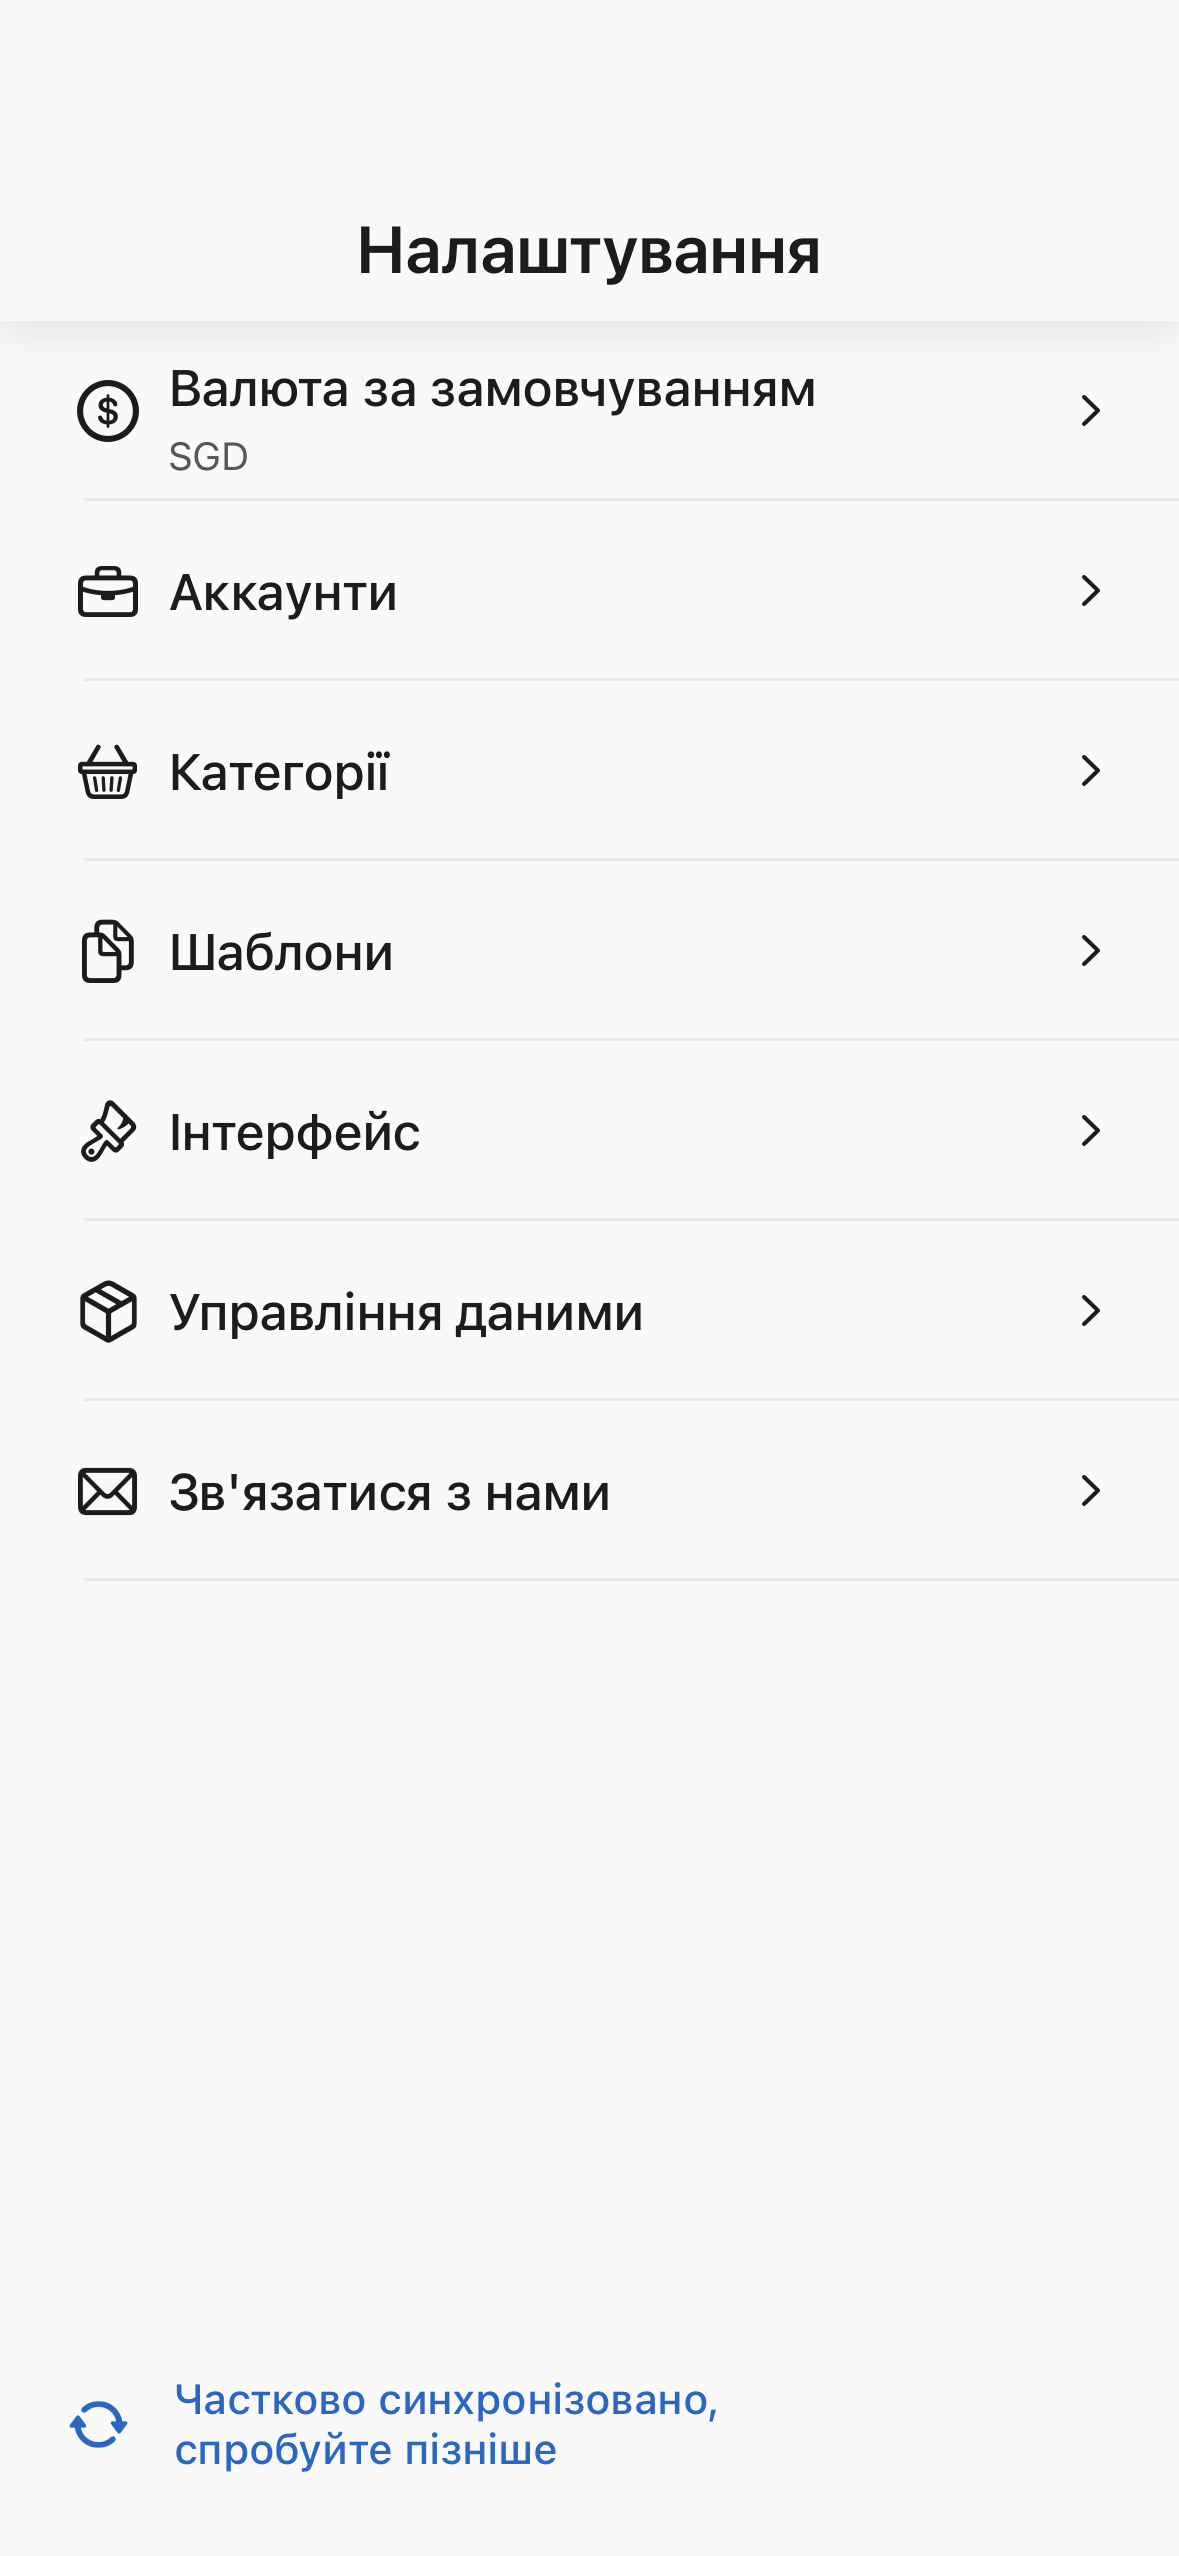 Налаштування
Валюта за замовчуванням
SGD
Аккаунти
Категорії
Шаблони
Інтерфейс
Управління даними
Зв'язатися з нами
Частково синхронізовано,
спробуйте пізніше